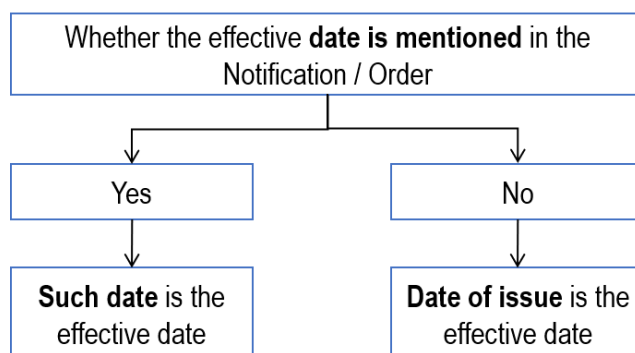 Whether the effective date is mentioned in the
Notification / Order
Yes
No
Such date is the
effective date
Date of issue is the
effective date